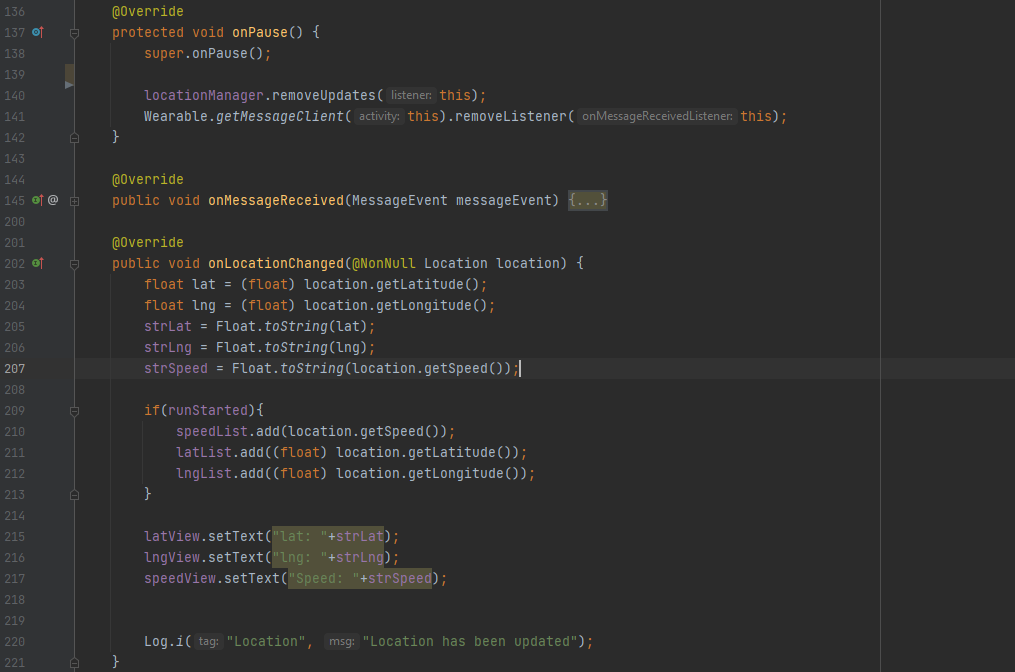 136 @Override
137 protected void onPause() {
138 super.onPause();
139
140 locationManager.removeUpdates( listener: this);
141 Wearable.getMessageClient( activity: this).removeListener( onMessageReceivedListener: this);
142 }
143
144 @Override
145 @ public void onMessageReceived(MessageEvent messageEvent) {...}
200
201 @Override
202 public void onLocationChanged(@NonNull Location location) {
203 float lat = (float) location.getLatitude();
204 float lng = (float) location.getLongitude();
205 strLat = Float.toString(lat);
206 strLng = Float.toString(lng);
207 strSpeed = Float.toString(location.getSpeed());
208
209 if(runStarted){
210 speedList.add(location.getSpeed());
211 latList.add((float) location.getLatitude());
212 lngList.add((float) location.getLongitude());
213 }
214
215 latView.setText("lat: "+strLat);
216 lngView.setText("lng: "+strLng);
217 speedView.setText("Speed: "+strSpeed);
218
219
220 Log.i( tag: "Location", msg: "Location has been updated");
221 }